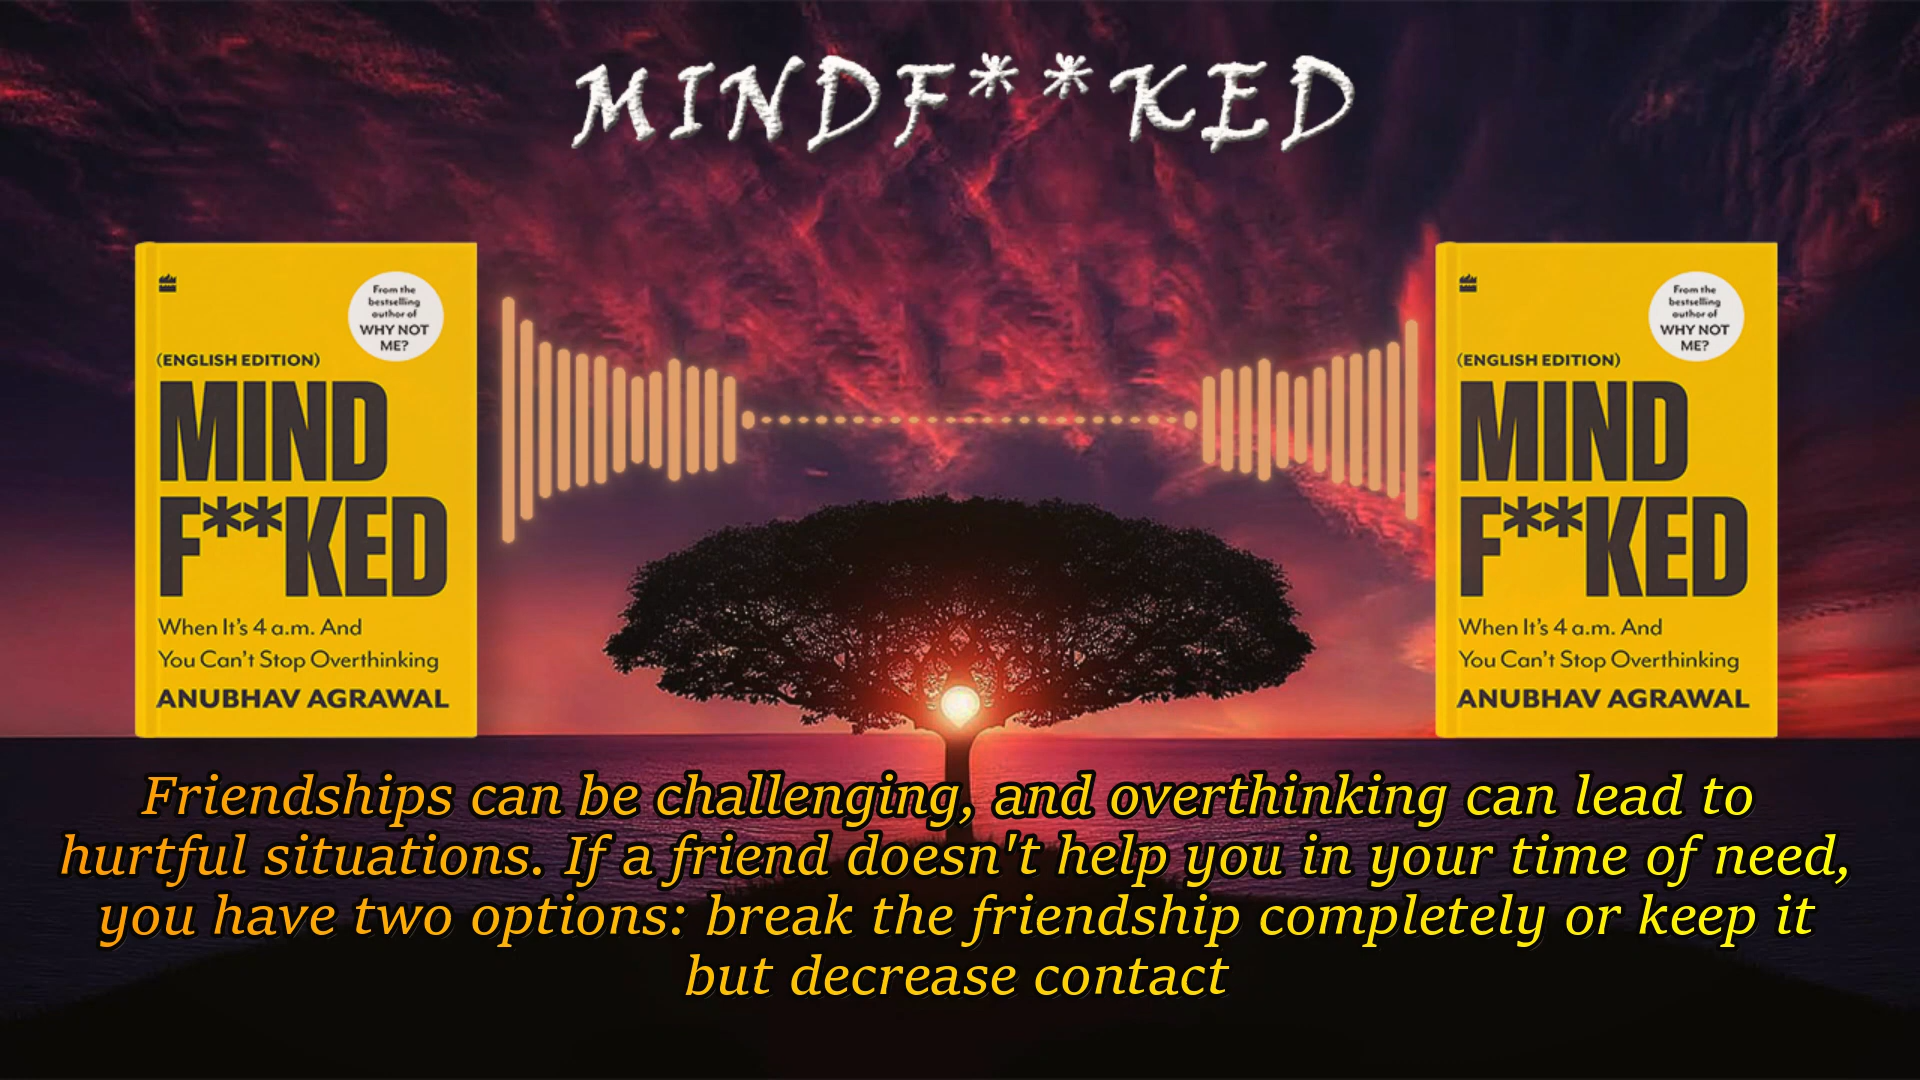 MINDF**KED
From the
bestselling
author of
WHY NOT
ME?
(ENGLISH EDITION)
MIND
F**KED
When It's 4 a.m. And
You Can't Stop Overthinking
ANUBHAV AGRAWAL
From the
bestselling
author of
WHY NOT
ME?
(ENGLISH EDITION)
MIND
F**KED
When It's 4 a.m. And
You Can't Stop Overthinking
ANUBHAV AGRAWAL
Friendships can be challenging, and overthinking can lead to
hurtful situations. If a friend doesn't help you in your time of need,
you have two options: break the friendship completely or keep it
but decrease contact